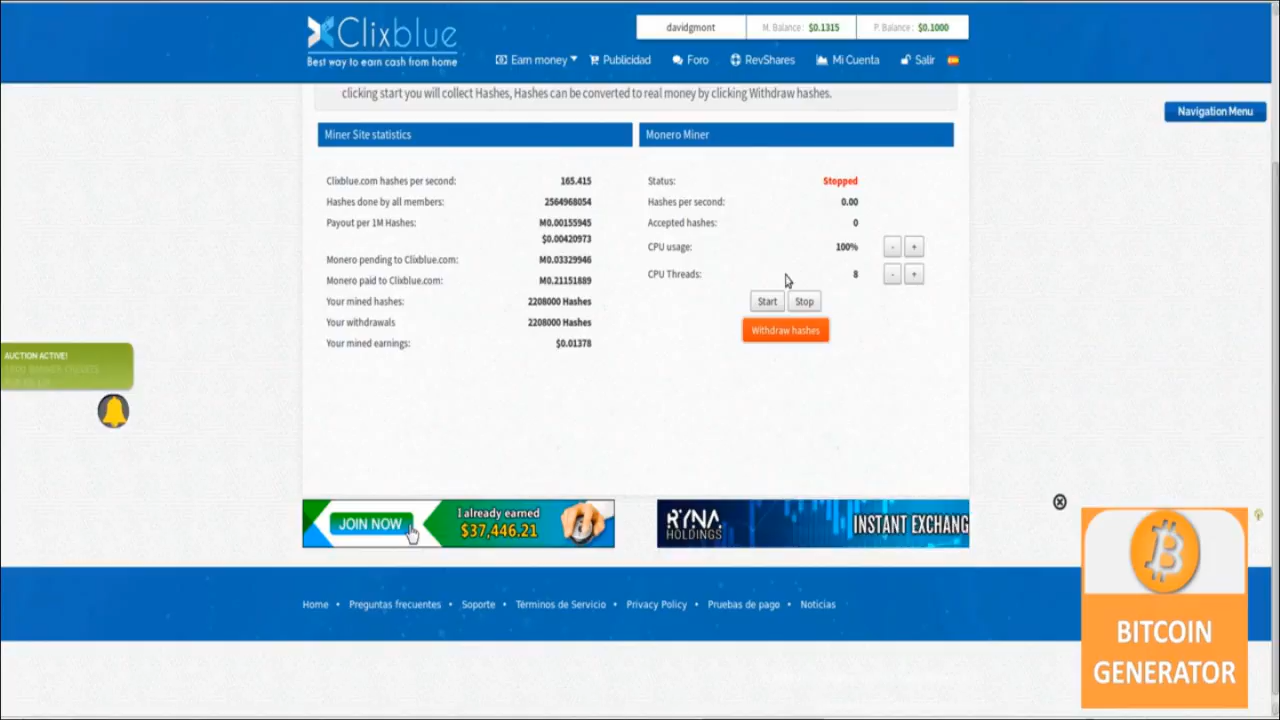 Clixblue
Best way to earn cash from home
davidgmont
M. Balance : $0.1315
P. Balance : $0.1000
Earn money
Publicidad
Foro
RevShares
Mi Cuenta
Salir
clicking start you will collect Hashes, Hashes can be converted to real money by clicking Withdraw hashes.
Navigation Menu
Miner Site statistics
Clixblue.com hashes per second: 165.415
Hashes done by all members: 2564968054
Payout per 1M Hashes: M0.00155945
$0.00420973
Monero pending to Clixblue.com: M0.03329946
Monero paid to Clixblue.com: M0.21151889
Your mined hashes: 2208000 Hashes
Your withdrawals 2208000 Hashes
Your mined earnings: $0.01378
Monero Miner
Status: Stopped
Hashes per second: 0.00
Accepted hashes: 0
CPU usage: 100% - +
CPU Threads: 8 - +
Start Stop
Withdraw hashes
AUCTION ACTIVE!
JOIN NOW
I already earned
$37,446.21
RYNA
HOLDINGS
INSTANT EXCHANG
BITCOIN
GENERATOR
Home • Preguntas frecuentes • Soporte • Términos de Servicio • Privacy Policy • Pruebas de pago • Noticias